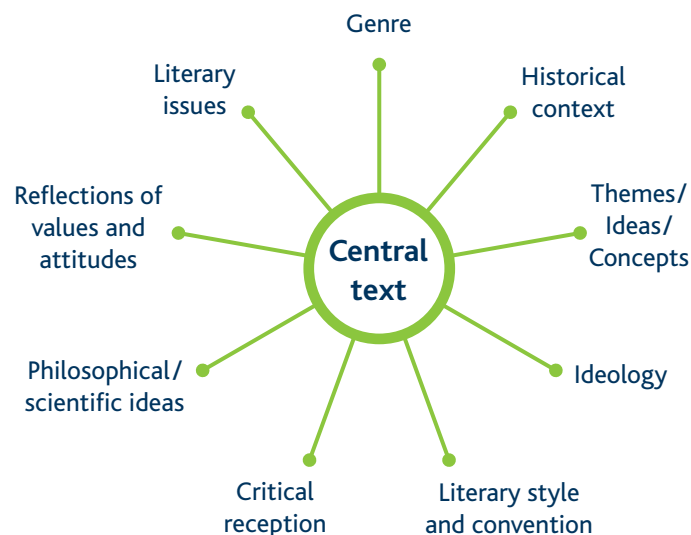 Genre
Literary
issues
Historical
context
Reflections of
values and
attitudes
Themes/
Ideas/
Concepts
Central
text
Philosophical/
scientific ideas
Ideology
Critical
reception
Literary style
and convention